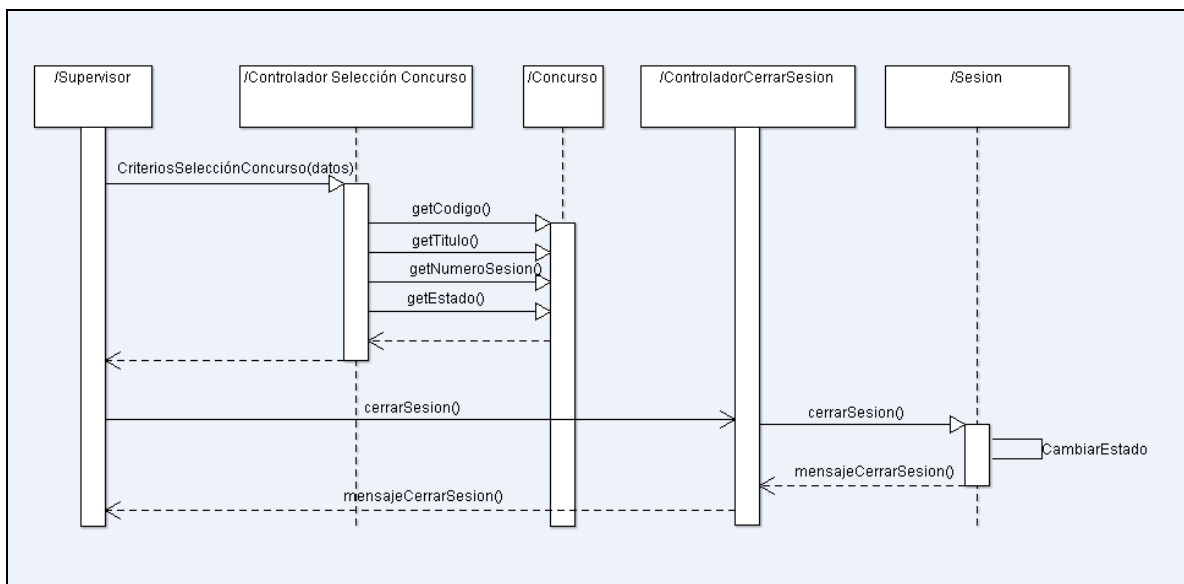 /Supervisor
/Controlador Selección Concurso
/Concurso
/ControladorCerrarSesion
/Sesion
CriteriosSelecciónConcurso(datos)
getCodigo()
getTitulo()
getNumeroSesion()
getEstado()
cerrarSesion()
cerrarSesion()
CambiarEstado
mensajeCerrarSesion()
mensajeCerrarSesion()